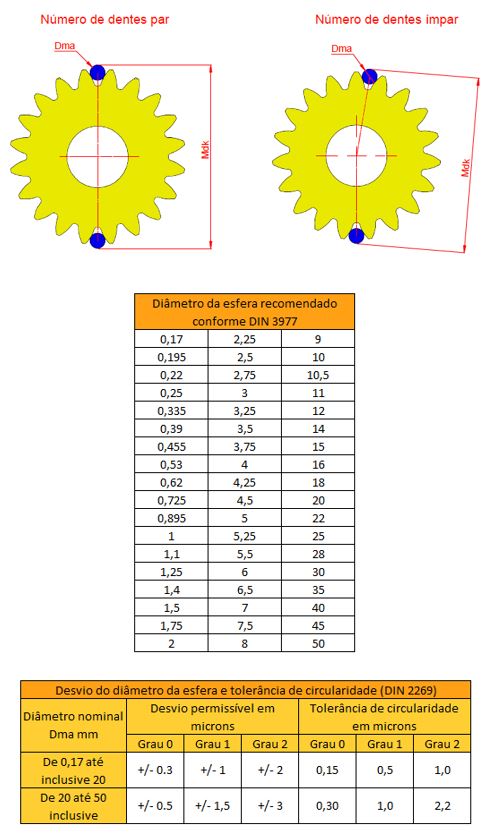 Número de dentes par
Número de dentes impar
Dma
Mdk
Dma
Mdk
Diâmetro da esfera recomendado
conforme DIN 3977
0,17 2,25 9
0,195 2,5 10
0,22 2,75 10,5
0,25 3 11
0,335 3,25 12
0,39 3,5 14
0,455 3,75 15
0,53 4 16
0,62 4,25 18
0,725 4,5 20
0,895 5 22
1 5,25 25
1,1 5,5 28
1,25 6 30
1,4 6,5 35
1,5 7 40
1,75 7,5 45
2 8 50
Desvio do diâmetro da esfera e tolerância de circularidade (DIN 2269)
Diâmetro nominal
Dma mm
Desvio permissível em
microns
Tolerância de circularidade
em microns
Grau 0 Grau 1 Grau 2 Grau 0 Grau 1 Grau 2
De 0,17 até
inclusive 20
+/- 0.3 +/- 1 +/- 2 0,15 0,5 1,0
De 20 até 50
inclusive
+/- 0.5 +/- 1,5 +/- 3 0,30 1,0 2,2